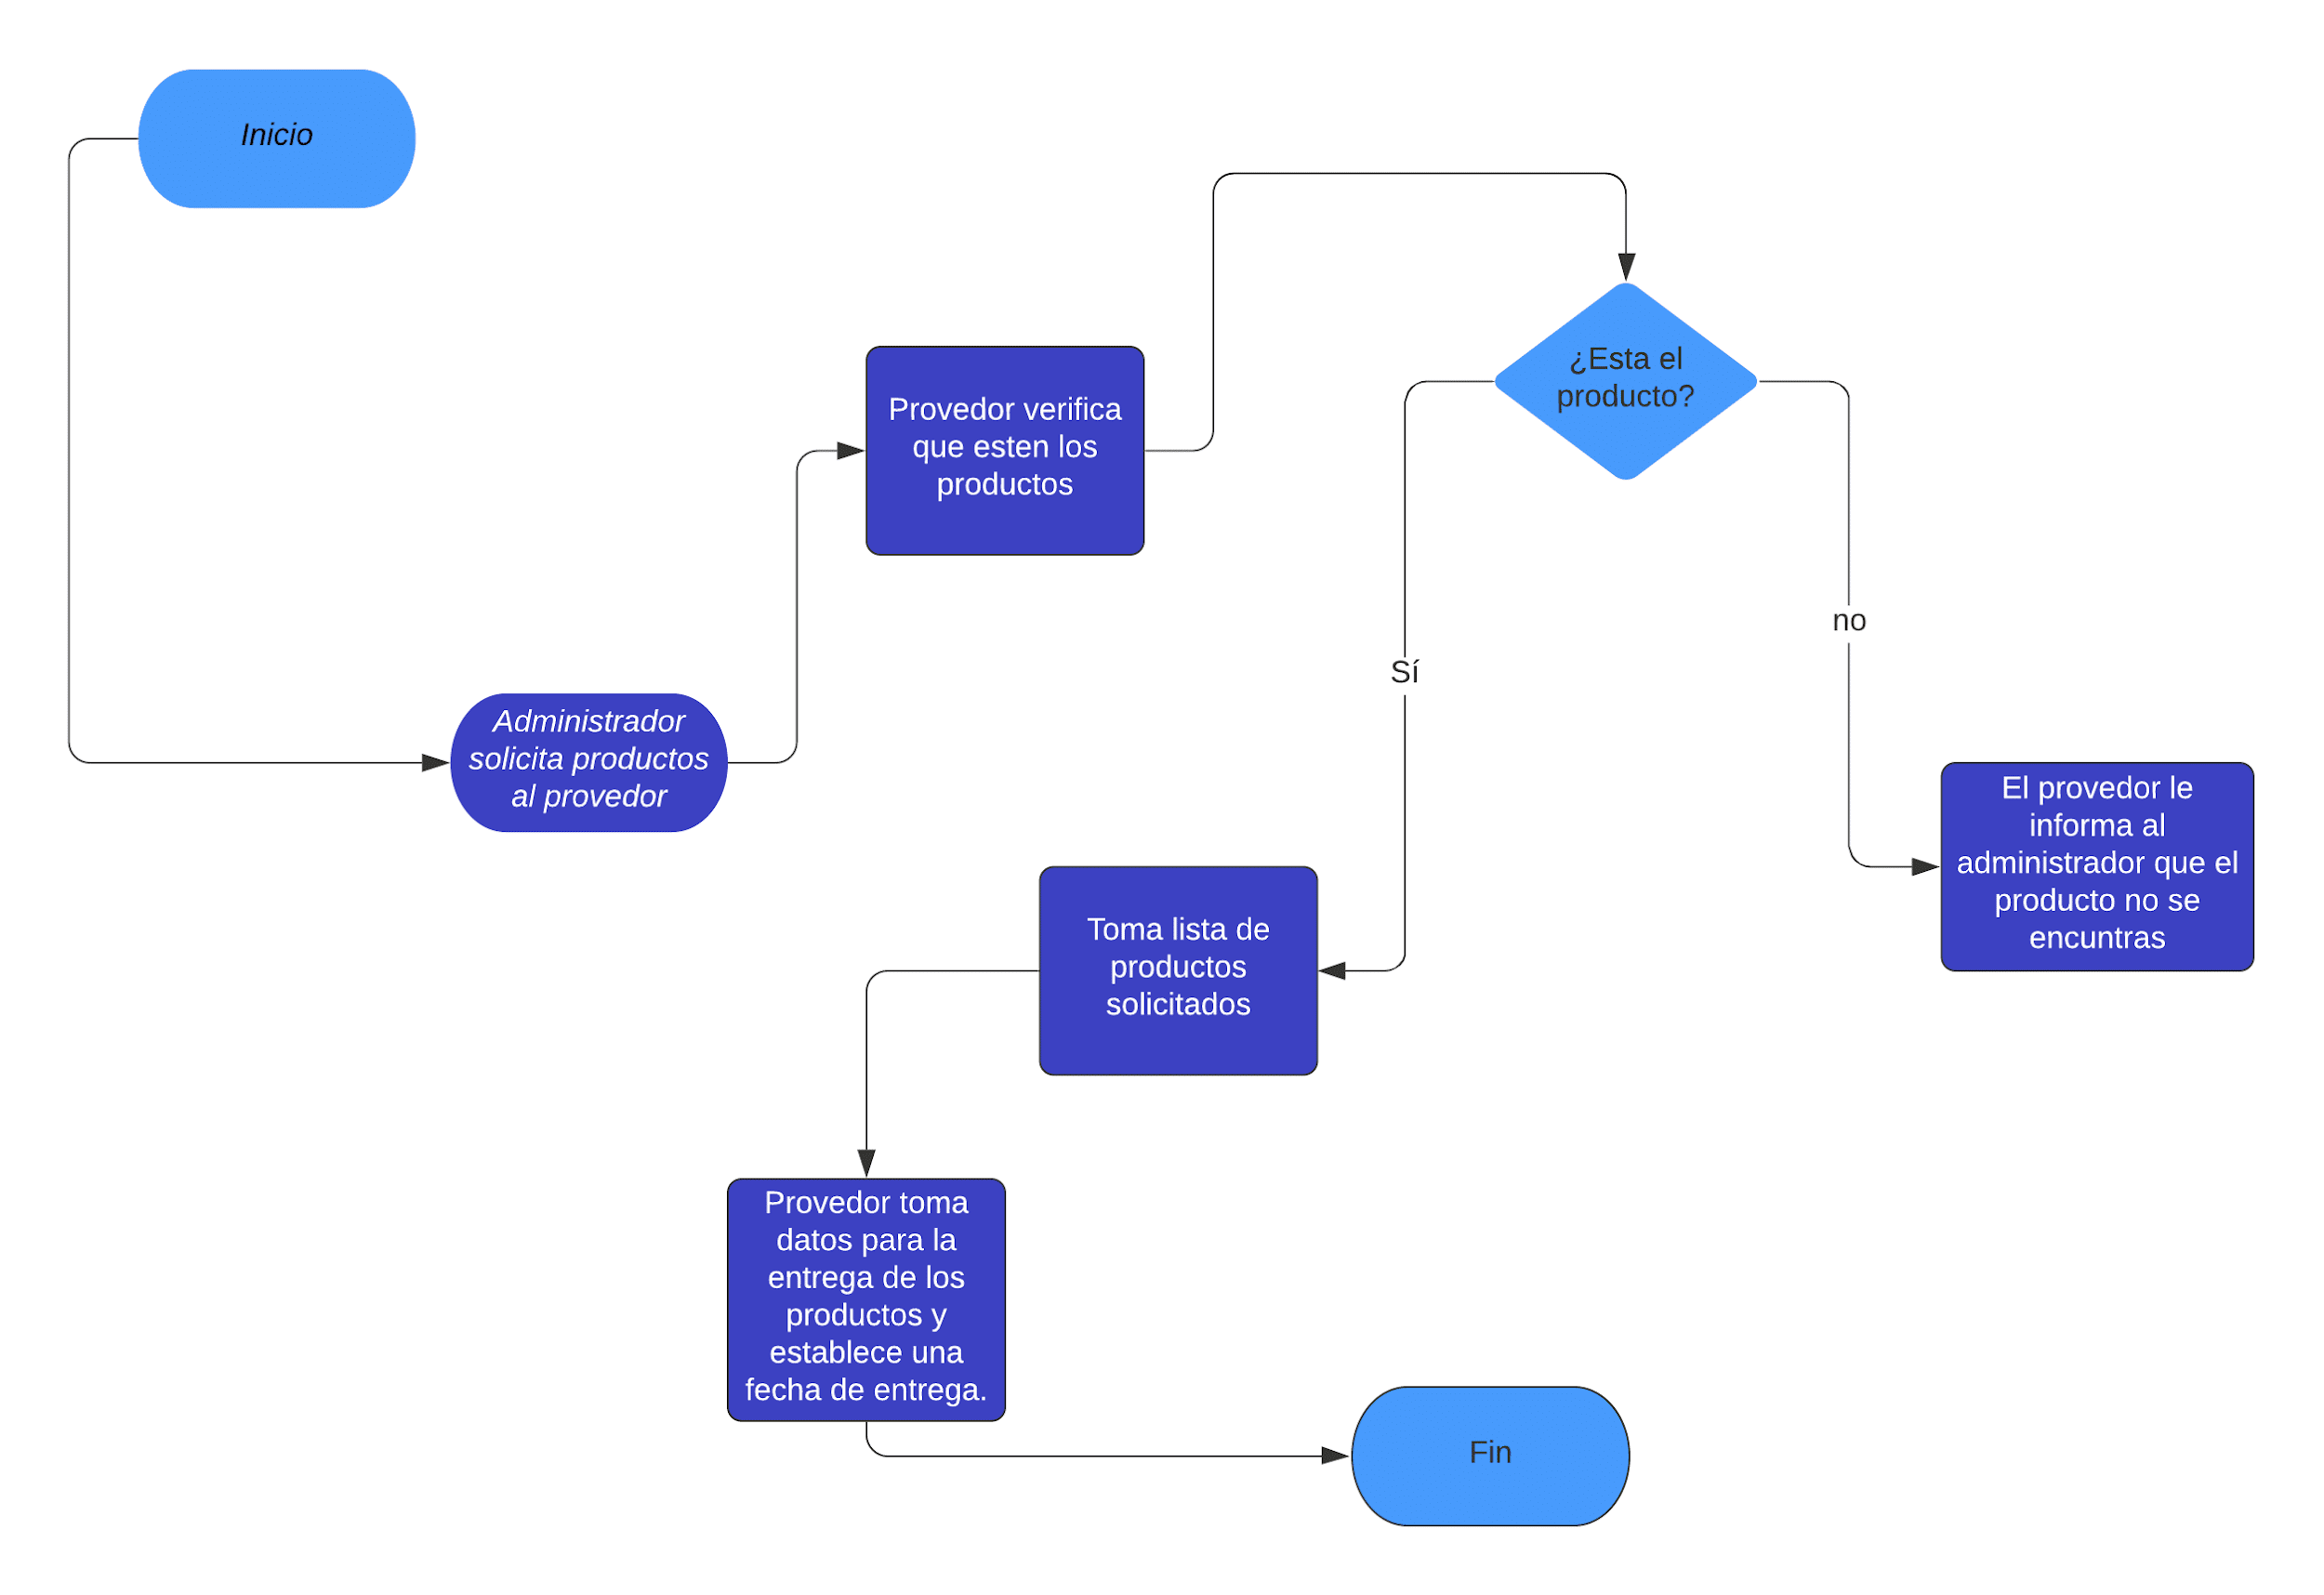 Inicio
Administrador
solicita productos
al provedor
Provedor verifica
que esten los
productos
¿Esta el
producto?
Sí
no
Toma lista de
productos
solicitados
El provedor le
informa al
administrador que el
producto no se
encuntras
Provedor toma
datos para la
entrega de los
productos y
establece una
fecha de entrega.
Fin